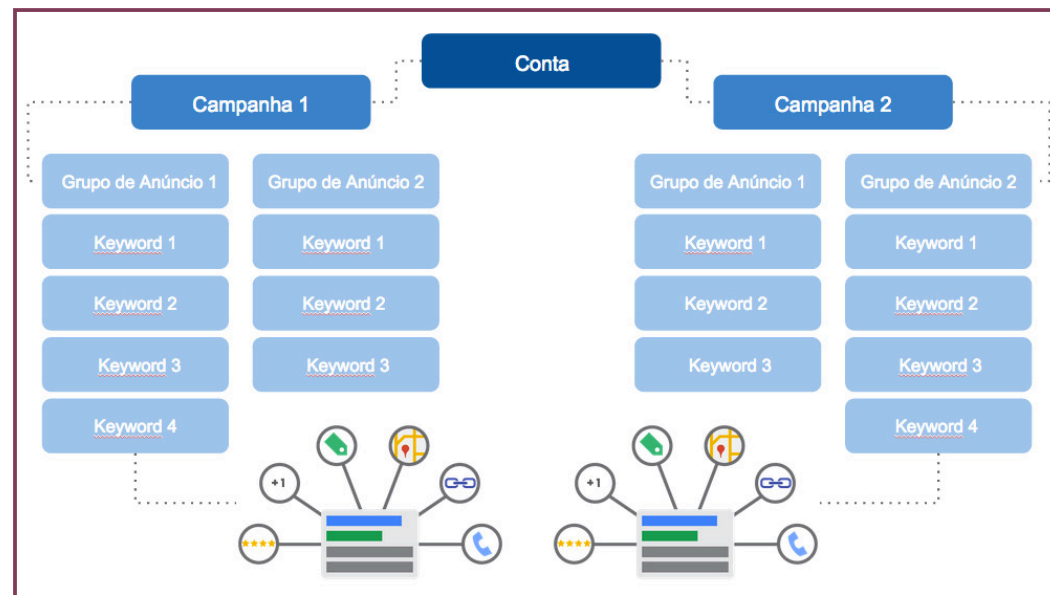 Conta
Campanha 1
Campanha 2
Grupo de Anúncio 1
Grupo de Anúncio 2
Grupo de Anúncio 1
Grupo de Anúncio 2
Keyword 1
Keyword 1
Keyword 1
Keyword 1
Keyword 2
Keyword 2
Keyword 2
Keyword 2
Keyword 3
Keyword 3
Keyword 3
Keyword 3
Keyword 4
Keyword 4
+1
+1